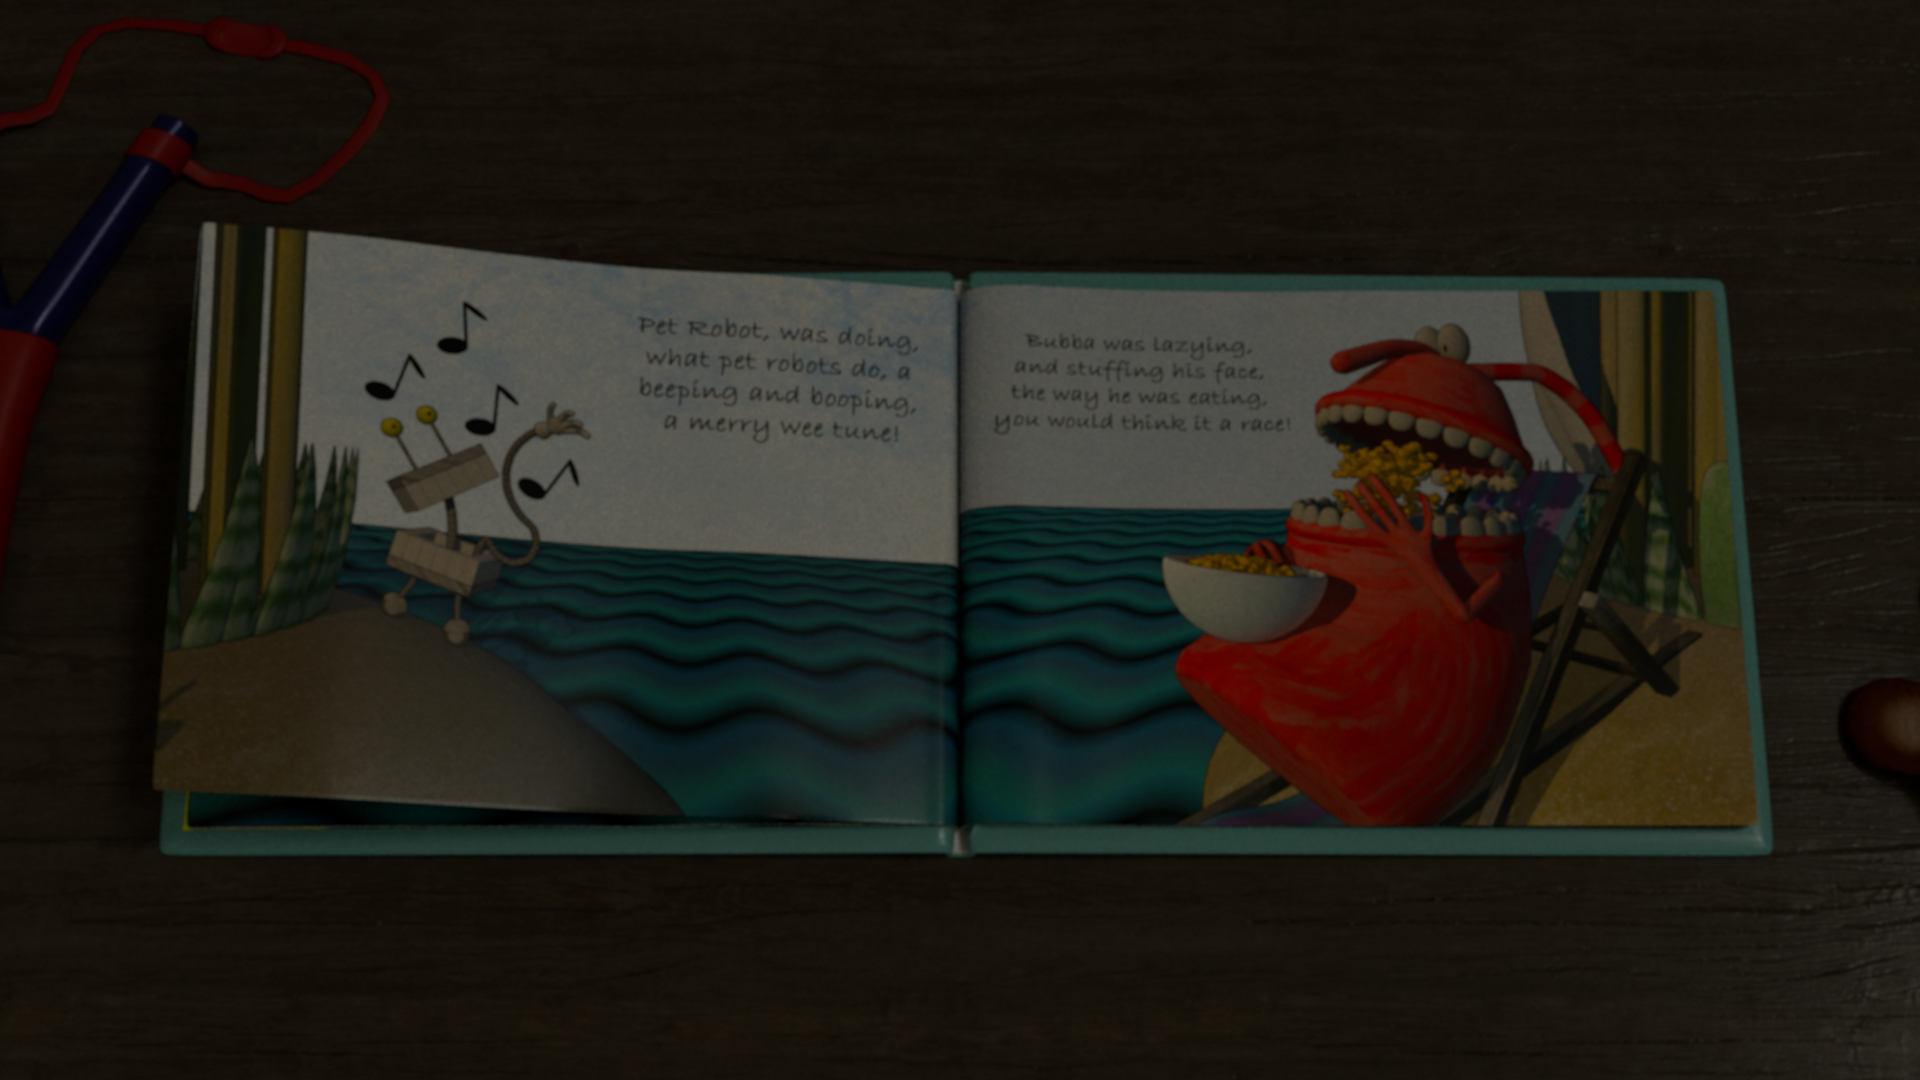 Pet Robot, was doing,
what pet robots do, a
beeping and booping,
a merry wee tune!
Bubba was lazying,
and stuffing his face,
the way he was eating,
you would think it a race!